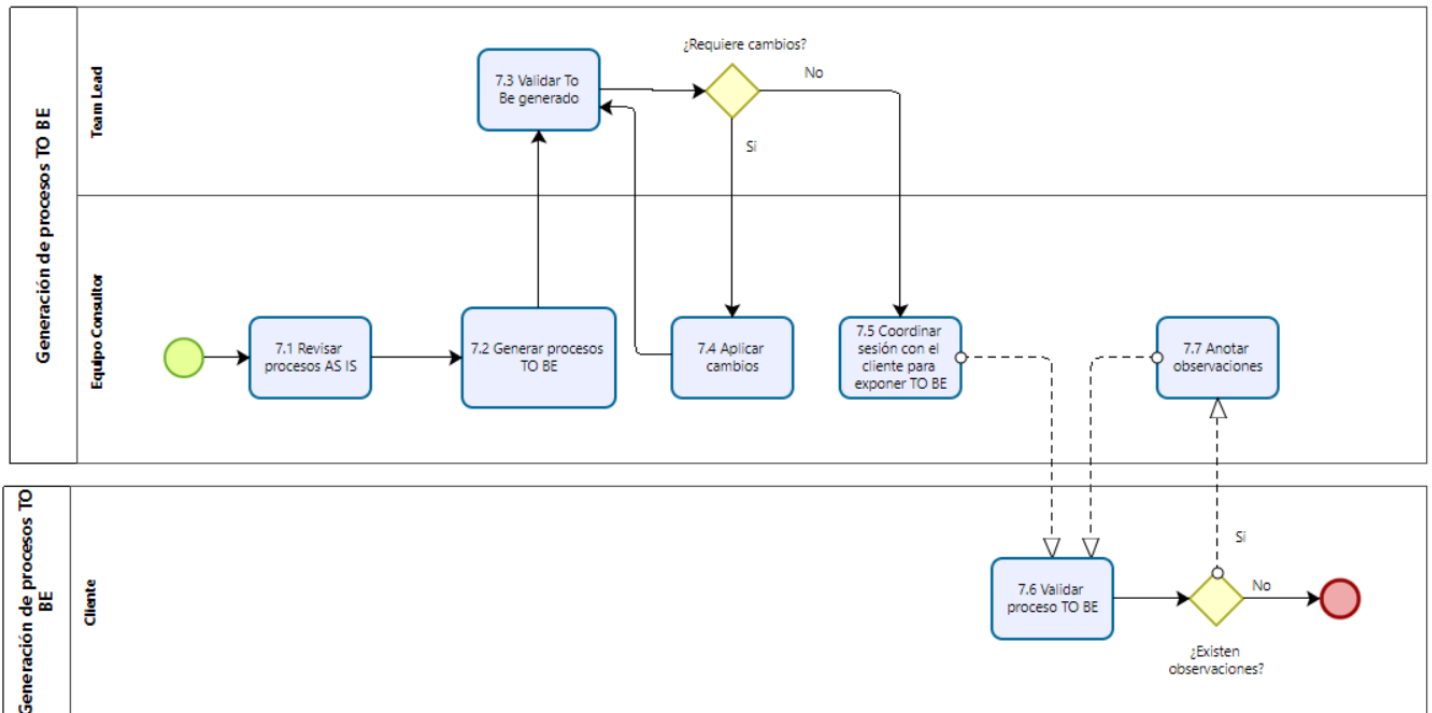 Generación de procesos TO BE
Team Lead
¿Requiere cambios?
7.3 Validar To
Be generado
No
Si
Equipo Consultor
7.1 Revisar
procesos AS IS
7.2 Generar procesos
TO BE
7.4 Aplicar
cambios
7.5 Coordinar
sesión con el
cliente para
exponer TO BE
7.7 Anotar
observaciones
Generación de procesos TO
BE
Cliente
7.6 Validar
proceso TO BE
Si
No
¿Existen
observaciones?